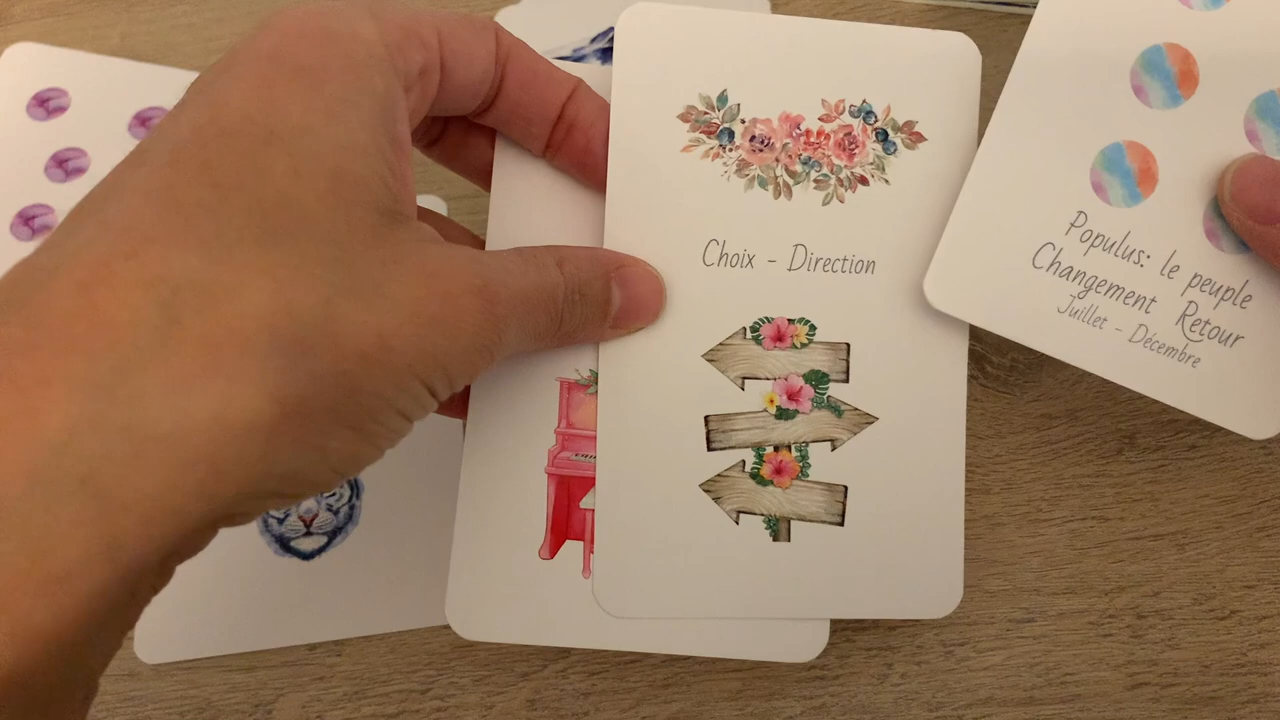 Choix - Direction
Populus: le peuple
Changement Retour
Juillet - Décembre